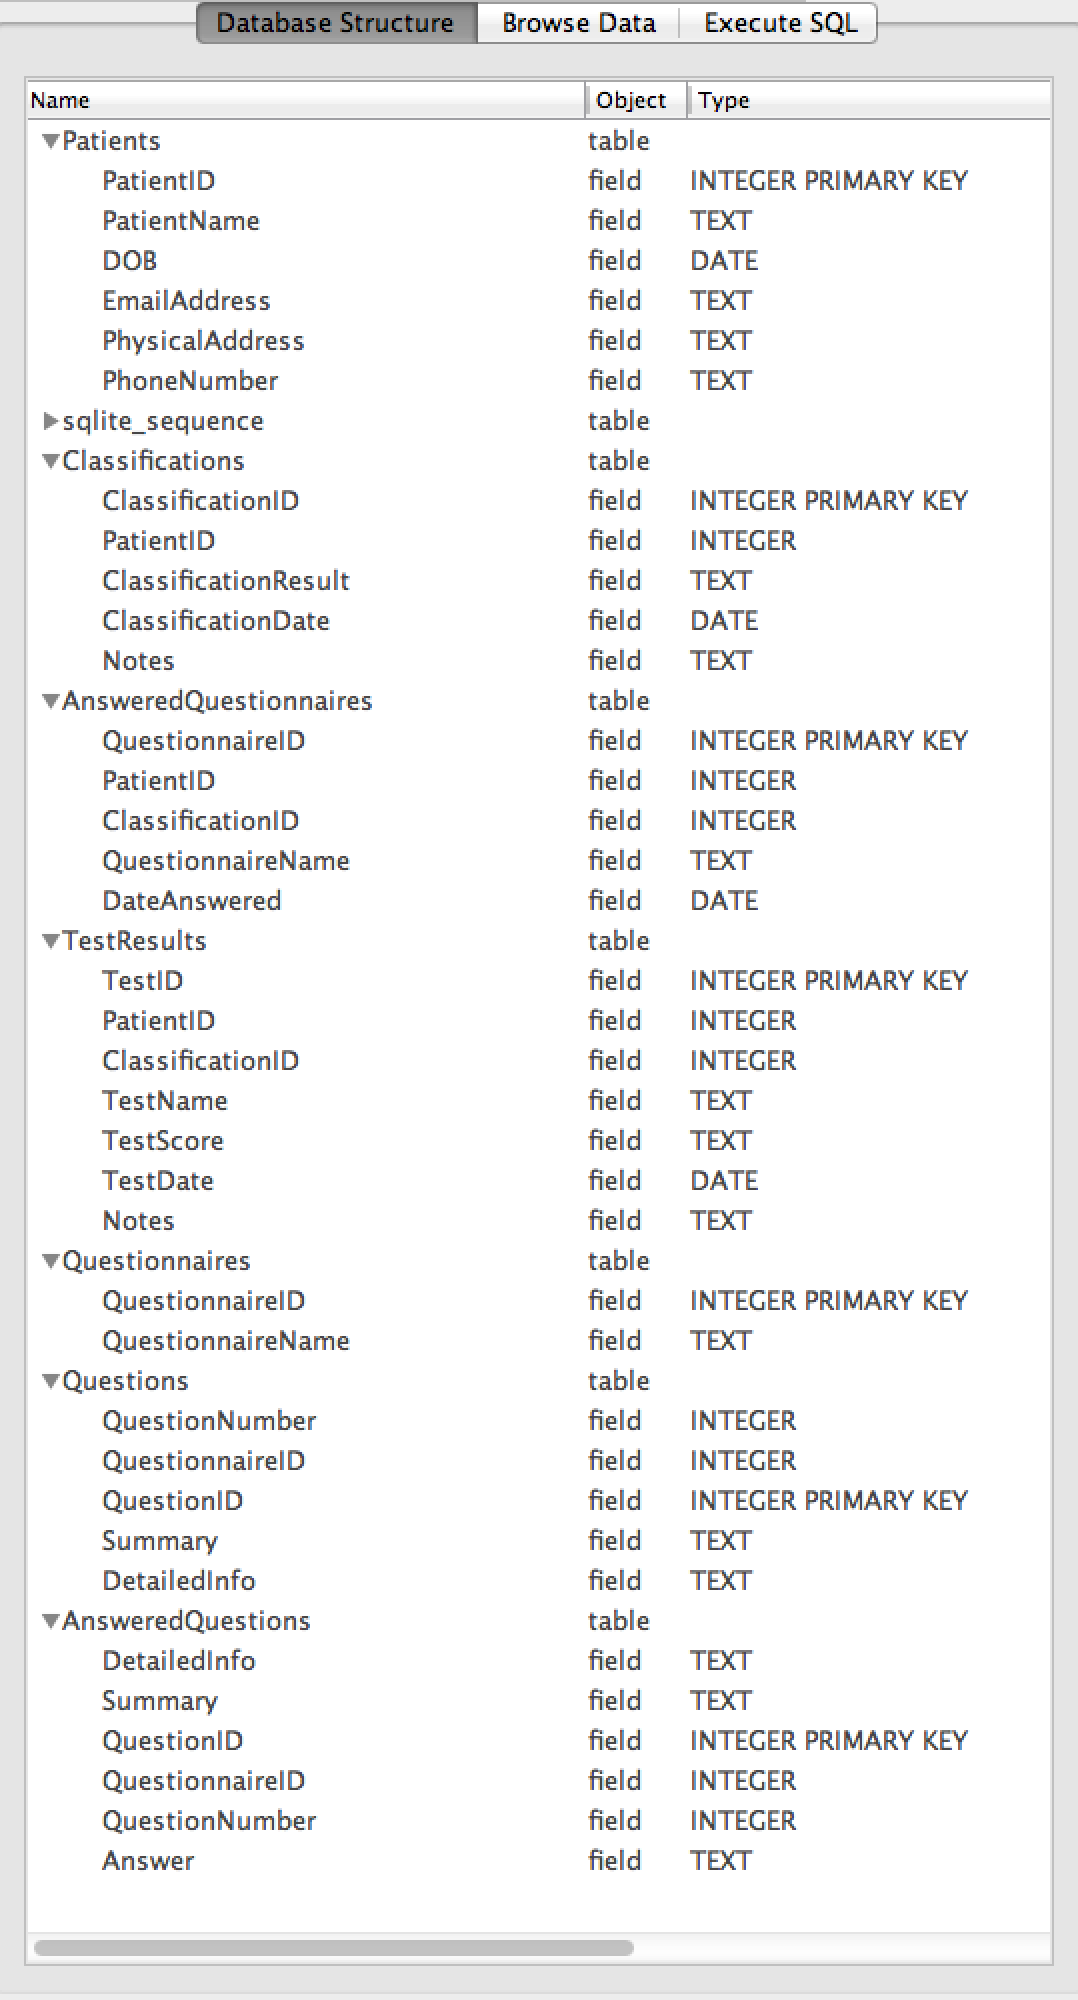 Database Structure Browse Data Execute SQL
Name Object Type
Patients table
PatientID field INTEGER PRIMARY KEY
PatientName field TEXT
DOB field DATE
EmailAddress field TEXT
PhysicalAddress field TEXT
PhoneNumber field TEXT
sqlite_sequence table
Classifications table
ClassificationID field INTEGER PRIMARY KEY
PatientID field INTEGER
ClassificationResult field TEXT
ClassificationDate field DATE
Notes field TEXT
AnsweredQuestionnaires table
QuestionnaireID field INTEGER PRIMARY KEY
PatientID field INTEGER
ClassificationID field INTEGER
QuestionnaireName field TEXT
DateAnswered field DATE
TestResults table
TestID field INTEGER PRIMARY KEY
PatientID field INTEGER
ClassificationID field INTEGER
TestName field TEXT
TestScore field TEXT
TestDate field DATE
Notes field TEXT
Questionnaires table
QuestionnaireID field INTEGER PRIMARY KEY
QuestionnaireName field TEXT
Questions table
QuestionNumber field INTEGER
QuestionnaireID field INTEGER
QuestionID field INTEGER PRIMARY KEY
Summary field TEXT
DetailedInfo field TEXT
AnsweredQuestions table
DetailedInfo field TEXT
Summary field TEXT
QuestionID field INTEGER PRIMARY KEY
QuestionnaireID field INTEGER
QuestionNumber field INTEGER
Answer field TEXT